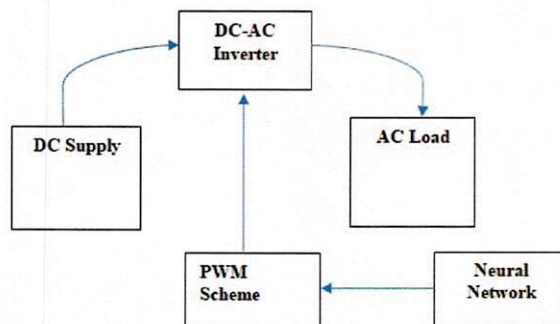 DC-AC
Inverter
DC Supply
AC Load
PWM
Scheme
Neural
Network